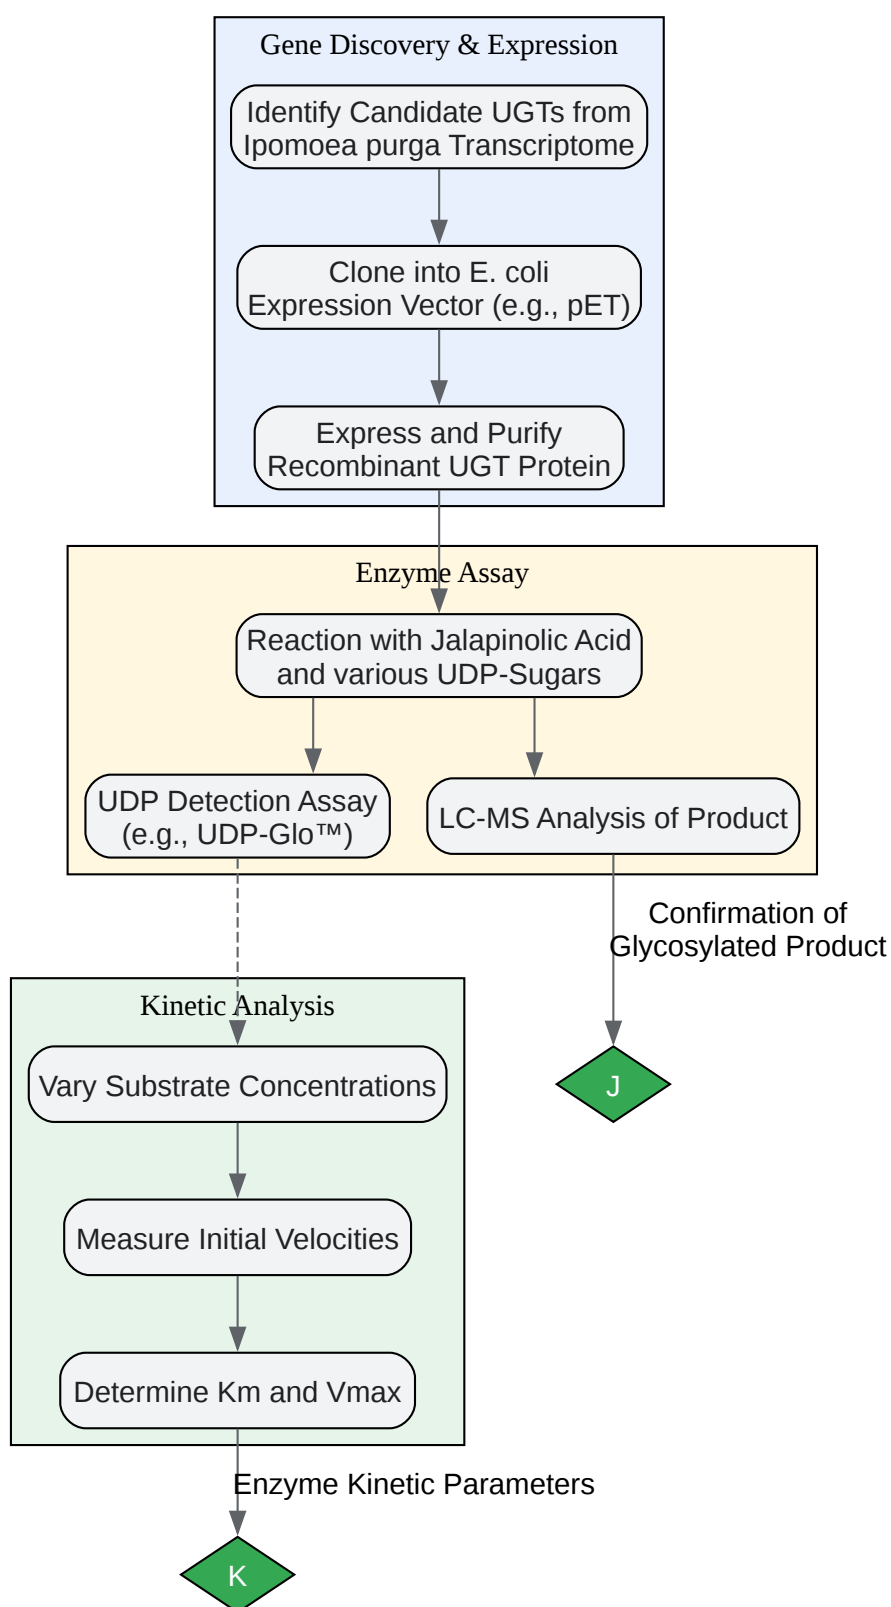 Gene Discovery & Expression
Identify Candidate UGTs from
Ipomoea purga Transcriptome
Clone into E. coli
Expression Vector (e.g., pET)
Express and Purify
Recombinant UGT Protein
Enzyme Assay
Reaction with Jalapinolic Acid
and various UDP-Sugars
UDP Detection Assay
(e.g., UDP-Glo™)
LC-MS Analysis of Product
Confirmation of
Glycosylated Product
Kinetic Analysis
Vary Substrate Concentrations
J
Measure Initial Velocities
Determine Km and Vmax
Enzyme Kinetic Parameters
K